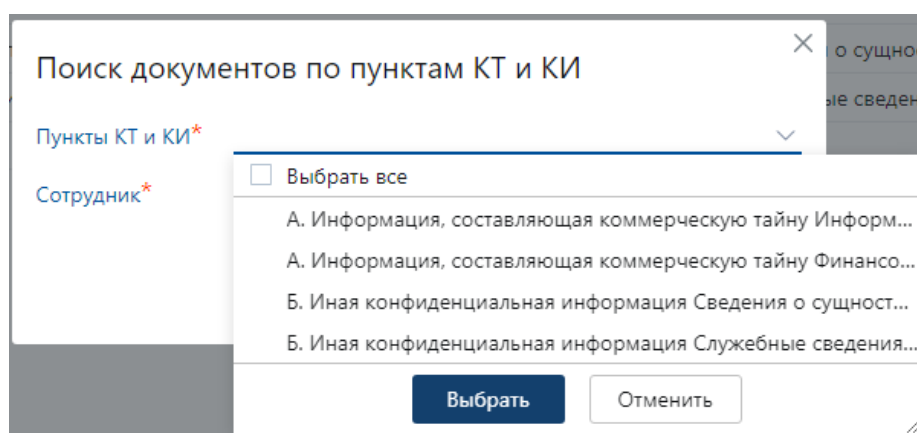 о сущно
Поиск документов по пунктам КТ и КИ
ые сведен
Пункты КТ и КИ*
Выбрать все
Сотрудник*
А. Информация, составляющая коммерческую тайну Информ...
А. Информация, составляющая коммерческую тайну Финансо...
Б. Иная конфиденциальная информация Сведения о сущност...
Б. Иная конфиденциальная информация Служебные сведения...
Выбрать
Отменить